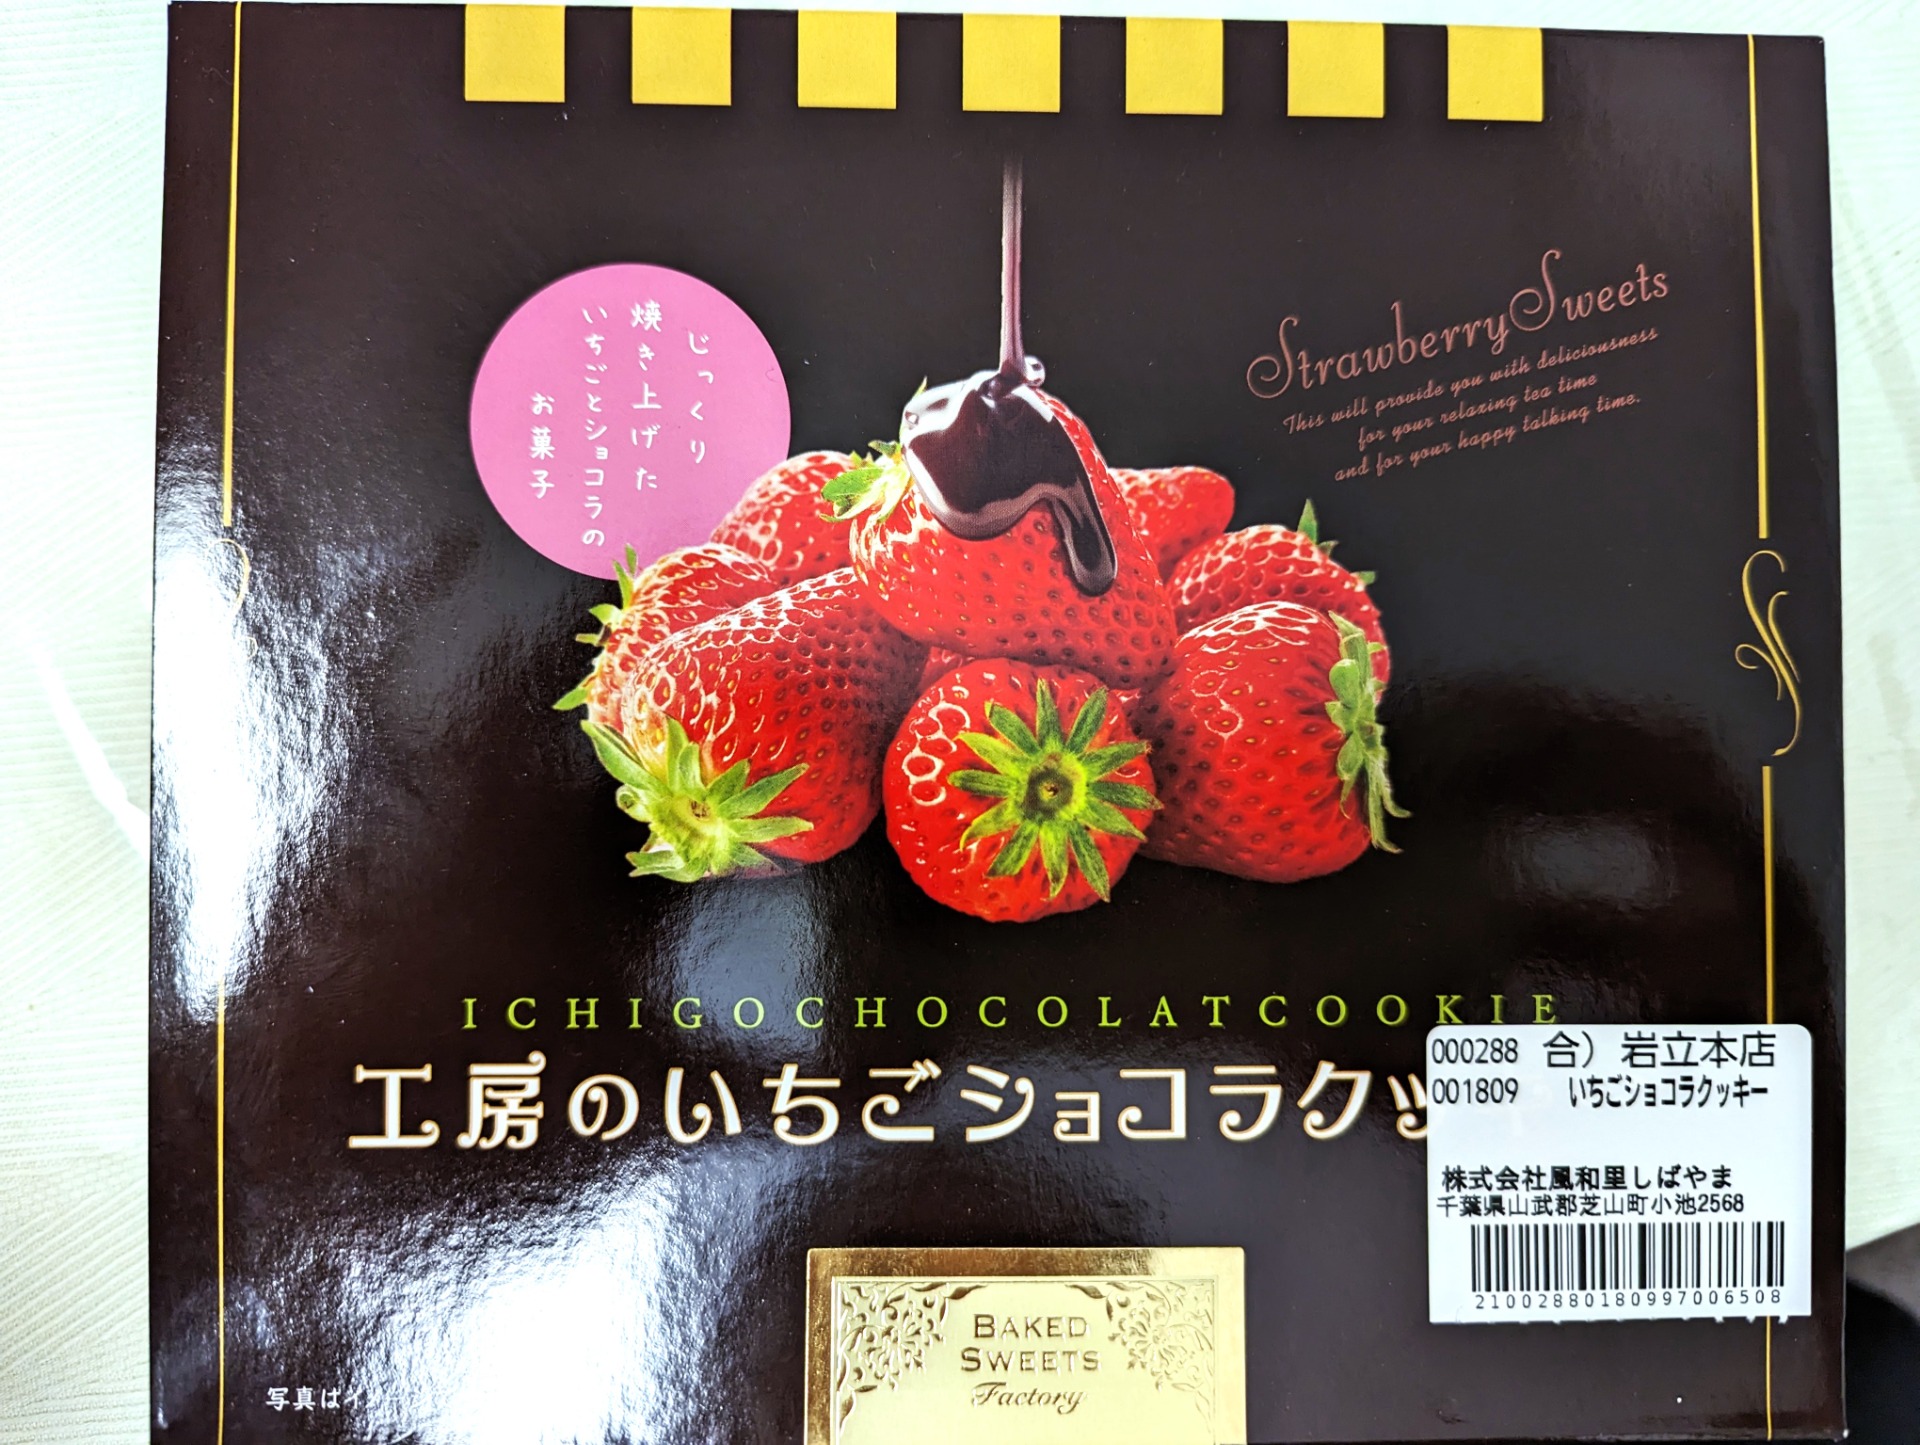 じっくり
焼き上げた
いちごとショコラの
お菓子
Strawberry Sweets
This will provide you with deliciousness
for your relaxing tea time
and for your happy talking time.
ICHIGOCHOCOLATCOOKIE
工房のいちごショコラクッ
000288 合）岩立本店
001809 いちごショコラクッキー
株式会社風和里しばやま
千葉県山武郡芝山町小池2568
21002880180997006508
BAKED
SWEETS
Factory
写真は